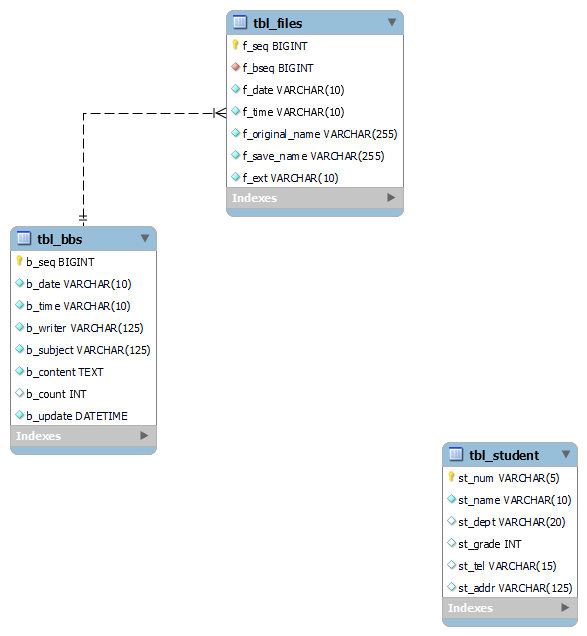 tbl_files
f_seq BIGINT
f_bseq BIGINT
f_date VARCHAR(10)
f_time VARCHAR(10)
f_original_name VARCHAR(255)
f_save_name VARCHAR(255)
f_ext VARCHAR(10)
Indexes
tbl_bbs
b_seq BIGINT
b_date VARCHAR(10)
b_time VARCHAR(10)
b_writer VARCHAR(125)
b_subject VARCHAR(125)
b_content TEXT
b_count INT
b_update DATETIME
Indexes
tbl_student
st_num VARCHAR(5)
st_name VARCHAR(10)
st_dept VARCHAR(20)
st_grade INT
st_tel VARCHAR(15)
st_addr VARCHAR(125)
Indexes